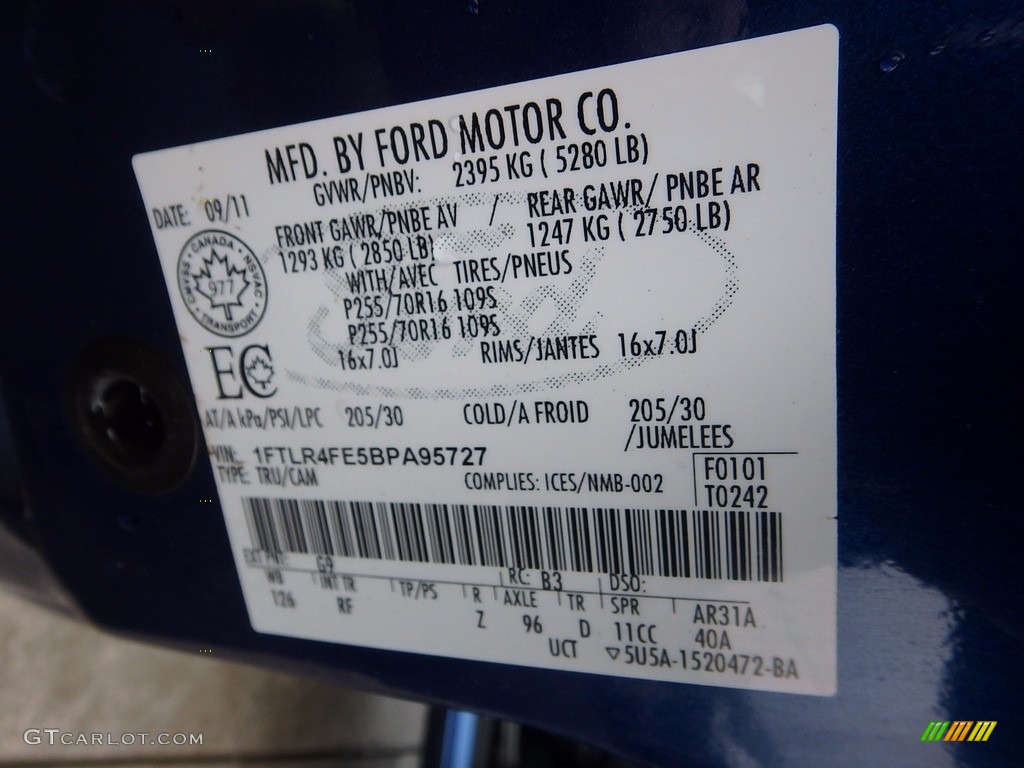 MFD. BY FORD MOTOR CO.
GVWR/PNBV: 2395 KG ( 5280 LB)
DATE: 09/11
FRONT GAWR/PNBE AV / REAR GAWR/ PNBE AR
1293 KG ( 2850 LB) 1247 KG ( 2750 LB)
WITH/AVEC TIRES/PNEUS
P255/70R16 109S
P255/70R16 109S
16x7.0J RIMS/JANTES 16x7.0J
CANADA
CMVSS NSVAC
977
TRANSPORT
EC
AT/A kPa/PSI/LPC 205/30 COLD/A FROID 205/30
/JUMELEES
VIN: 1FTLR4FE5BPA95727
TYPE: TRU/CAM COMPLIES: ICES/NMB-002
F0101
T0242
EXT PNT: G9 RC: B3 DSO:
WB INT TR TP/PS R AXLE TR SPR
126 RF Z 96 D 11CC AR31A
40A
UCT 5U5A-1520472-BA
GTCARLOT.COM